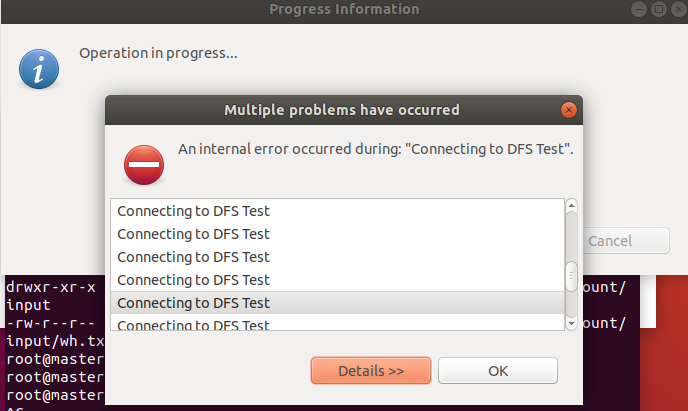 Progress Information
Operation in progress...
Multiple problems have occurred
An internal error occurred during: "Connecting to DFS Test".
Connecting to DFS Test
Connecting to DFS Test
Connecting to DFS Test
Connecting to DFS Test
Connecting to DFS Test
Connecting to DFS Test
Cancel
Details >>
OK
drwxr-xr-x ount/
input
-rw-r--r-- ount/
input/wh.tx
root@master
root@master
root@master
^C